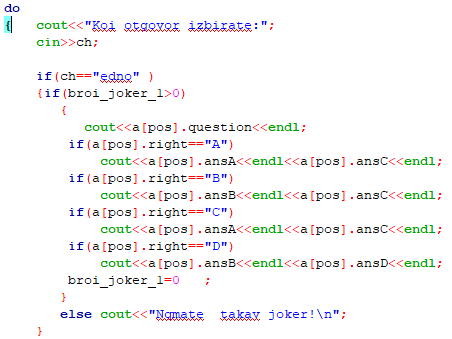 do
{ cout<<"Koi otgovor izbirate:";
cin>>ch;
if(ch=="edno" )
{if(broi_joker_1>0)
{
cout<<a[pos].question<<endl;
if(a[pos].right=="A")
cout<<a[pos].ansA<<endl<<a[pos].ansC<<endl;
if(a[pos].right=="B")
cout<<a[pos].ansB<<endl<<a[pos].ansC<<endl;
if(a[pos].right=="C")
cout<<a[pos].ansA<<endl<<a[pos].ansC<<endl;
if(a[pos].right=="D")
cout<<a[pos].ansB<<endl<<a[pos].ansD<<endl;
broi_joker_1=0 ;
}
else cout<<"Nqmate takav joker!\n";
}